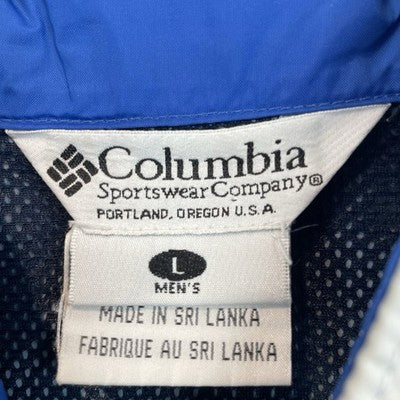 Columbia
Sportswear Company®
PORTLAND, OREGON U.S.A.
L
MEN'S
MADE IN SRI LANKA
FABRIQUE AU SRI LANKA